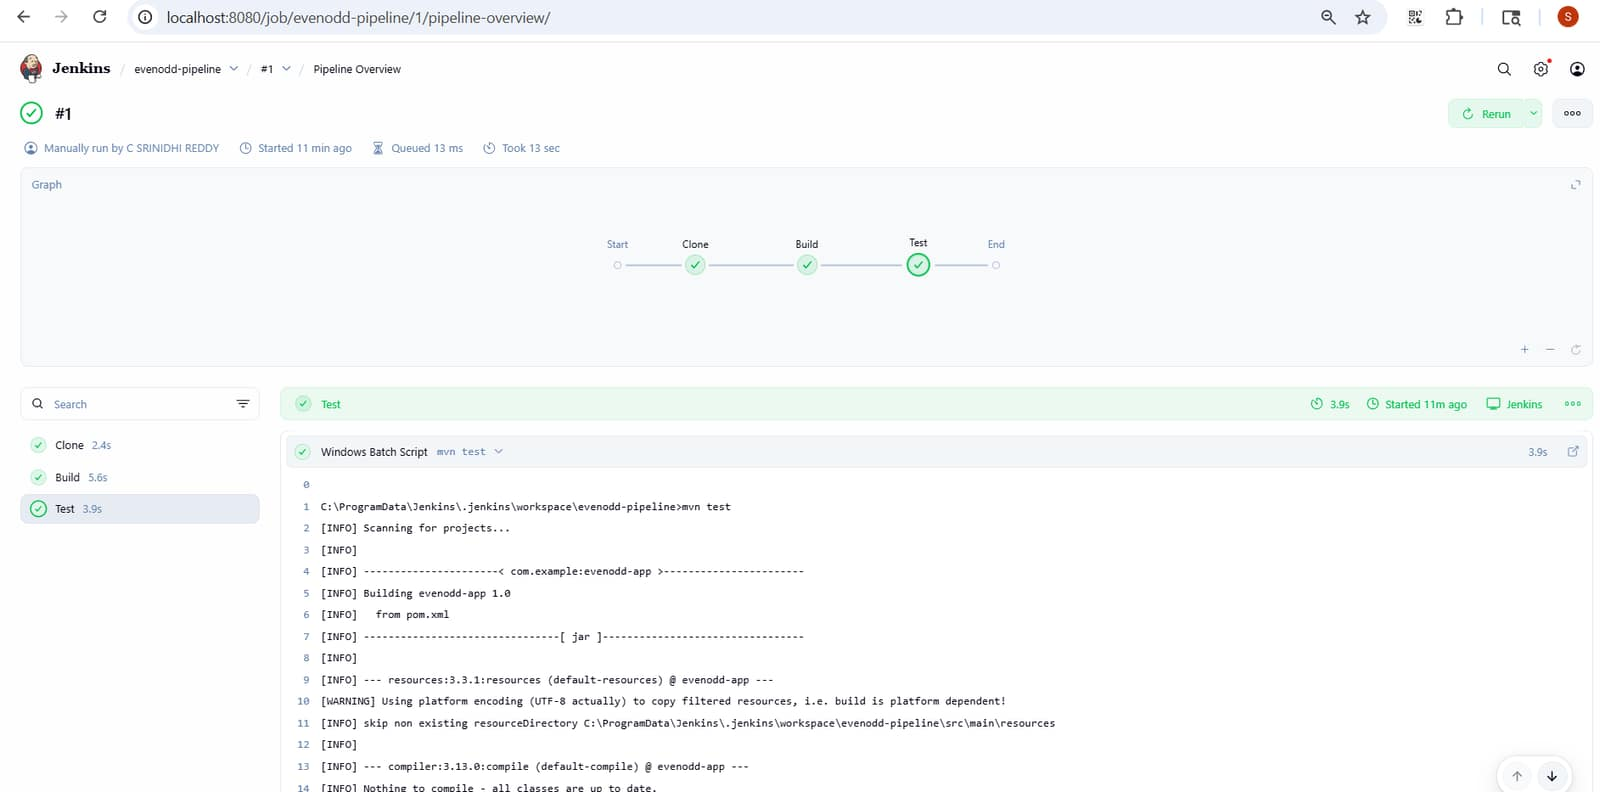 localhost:8080/job/evenodd-pipeline/1/pipeline-overview/
S
Jenkins / evenodd-pipeline / #1 / Pipeline Overview
#1
Rerun
Manually run by C SRINIDHI REDDY Started 11 min ago Queued 13 ms Took 13 sec
Graph
Start Clone Build Test End
Search
Clone 2.4s
Build 5.6s
Test 3.9s
Test 3.9s Started 11m ago Jenkins
Windows Batch Script mvn test 3.9s
0
1 C:\ProgramData\Jenkins\.jenkins\workspace\evenodd-pipeline>mvn test
2 [INFO] Scanning for projects...
3 [INFO]
4 [INFO] ----------------------< com.example:evenodd-app >-----------------------
5 [INFO] Building evenodd-app 1.0
6 [INFO]   from pom.xml
7 [INFO] --------------------------------[ jar ]---------------------------------
8 [INFO]
9 [INFO] --- resources:3.3.1:resources (default-resources) @ evenodd-app ---
10 [WARNING] Using platform encoding (UTF-8 actually) to copy filtered resources, i.e. build is platform dependent!
11 [INFO] skip non existing resourceDirectory C:\ProgramData\Jenkins\.jenkins\workspace\evenodd-pipeline\src\main\resources
12 [INFO]
13 [INFO] --- compiler:3.13.0:compile (default-compile) @ evenodd-app ---
14 [INFO] Nothing to compile - all classes are up to date.